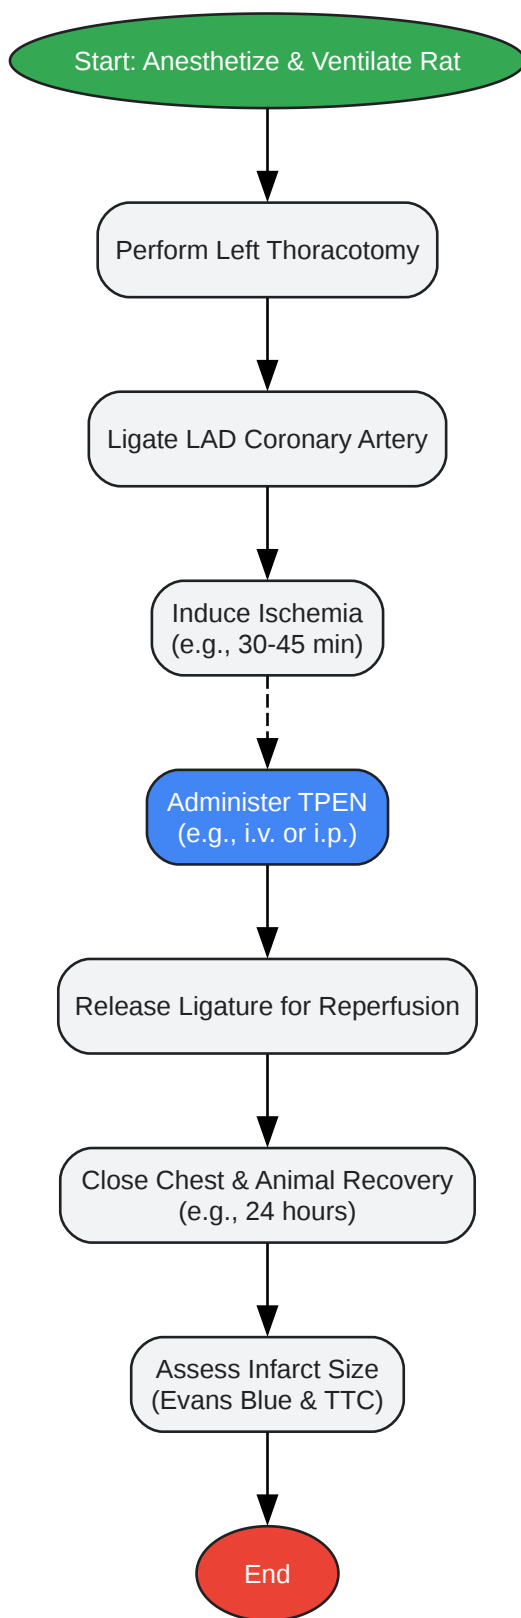 Start: Anesthetize & Ventilate Rat
Perform Left Thoracotomy
Ligate LAD Coronary Artery
Induce Ischemia
(e.g., 30-45 min)
Administer TPEN
(e.g., i.v. or i.p.)
Release Ligature for Reperfusion
Close Chest & Animal Recovery
(e.g., 24 hours)
Assess Infarct Size
(Evans Blue & TTC)
End